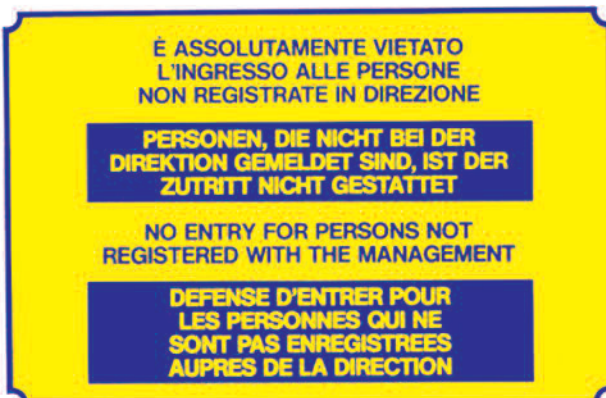 È ASSOLUTAMENTE VIETATO
L'INGRESSO ALLE PERSONE
NON REGISTRATE IN DIREZIONE
PERSONEN, DIE NICHT BEI DER
DIREKTION GEMELDET SIND, IST DER
ZUTRITT NICHT GESTATTET
NO ENTRY FOR PERSONS NOT
REGISTERED WITH THE MANAGEMENT
DEFENSE D'ENTRER POUR
LES PERSONNES QUI NE
SONT PAS ENREGISTREES
AUPRES DE LA DIRECTION